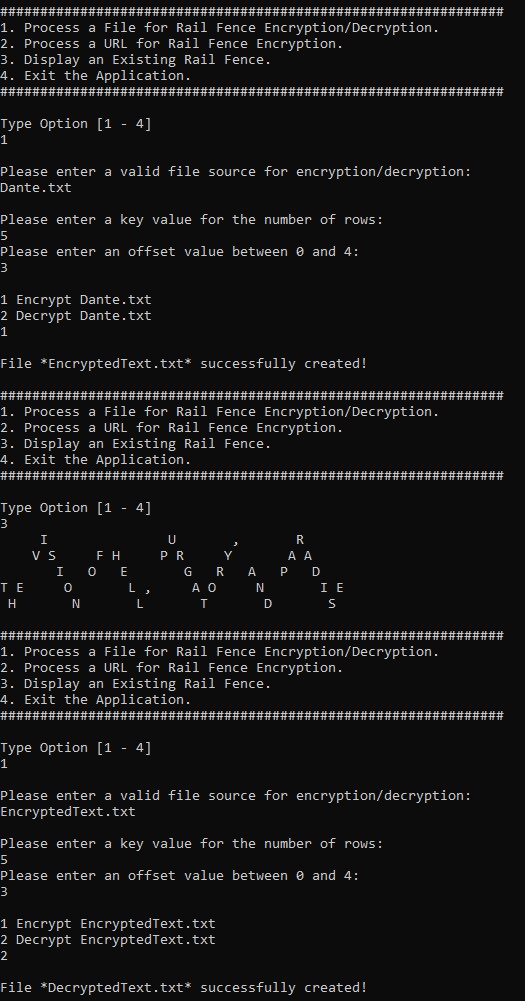 ###############################################################
1. Process a File for Rail Fence Encryption/Decryption.
2. Process a URL for Rail Fence Encryption.
3. Display an Existing Rail Fence.
4. Exit the Application.
###############################################################
Type Option [1 - 4]
1
Please enter a valid file source for encryption/decryption:
Dante.txt
Please enter a key value for the number of rows:
5
Please enter an offset value between 0 and 4:
3
1 Encrypt Dante.txt
2 Decrypt Dante.txt
1
File *EncryptedText.txt* successfully created!
###############################################################
1. Process a File for Rail Fence Encryption/Decryption.
2. Process a URL for Rail Fence Encryption.
3. Display an Existing Rail Fence.
4. Exit the Application.
###############################################################
Type Option [1 - 4]
3
     I               U       ,       R
    V S     F H     P R     Y       A A
       I   O   E       G   R   A   P   D
T E     O       L ,     A O     N       I E
 H       N       L       T       D       S
###############################################################
1. Process a File for Rail Fence Encryption/Decryption.
2. Process a URL for Rail Fence Encryption.
3. Display an Existing Rail Fence.
4. Exit the Application.
###############################################################
Type Option [1 - 4]
1
Please enter a valid file source for encryption/decryption:
EncryptedText.txt
Please enter a key value for the number of rows:
5
Please enter an offset value between 0 and 4:
3
1 Encrypt EncryptedText.txt
2 Decrypt EncryptedText.txt
2
File *DecryptedText.txt* successfully created!